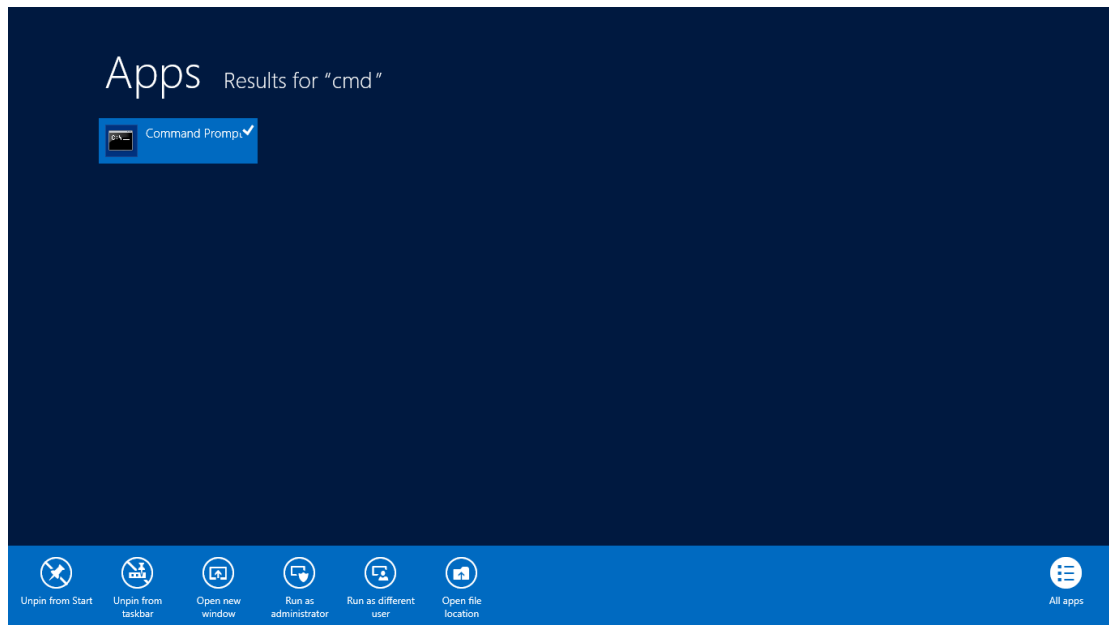 Apps Results for “cmd”
C:\_
Command Prompt
Unpin from Start
Unpin from
taskbar
Open new
window
Run as
administrator
Run as different
user
Open file
location
All apps